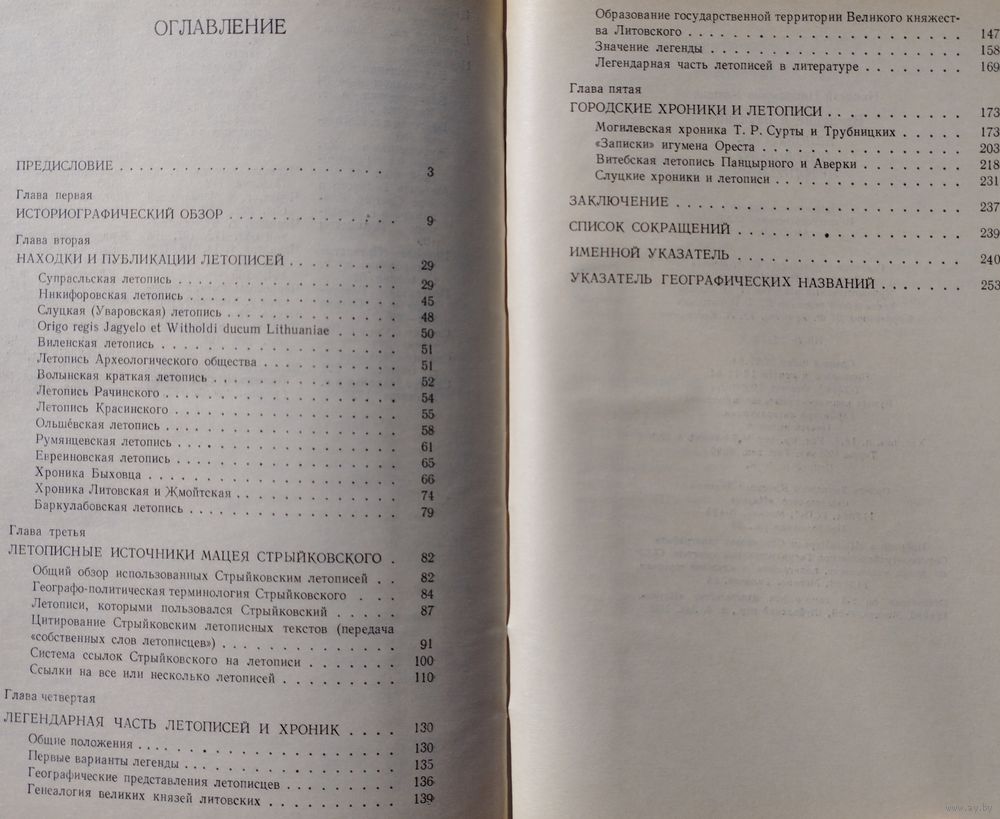 ОГЛАВЛЕНИЕ
ПРЕДИСЛОВИЕ . . . . . . . . . . . . . . . . . . . 3
Глава первая
ИСТОРИОГРАФИЧЕСКИЙ ОБЗОР . . . . . . . . . . . . 9
Глава вторая
НАХОДКИ И ПУБЛИКАЦИИ ЛЕТОПИСЕЙ . . . . . . . . 29
Супрасльская летопись . . . . . . . . . . . . . . . 29
Никифоровская летопись . . . . . . . . . . . . . . 45
Слуцкая (Уваровская) летопись . . . . . . . . . . . 48
Origo regis Jagyelo et Witholdi ducum Lithuaniae . . . . . 50
Виленская летопись . . . . . . . . . . . . . . . . 51
Летопись Археологического общества . . . . . . . . . 51
Волынская краткая летопись . . . . . . . . . . . . 52
Летопись Рачинского . . . . . . . . . . . . . . . 54
Летопись Красинского . . . . . . . . . . . . . . . 55
Ольшевская летопись . . . . . . . . . . . . . . . 58
Румянцевская летопись . . . . . . . . . . . . . . 61
Евреиновская летопись . . . . . . . . . . . . . . 65
Хроника Быховца . . . . . . . . . . . . . . . . . 66
Хроника Литовская и Жмойтская . . . . . . . . . . . 74
Баркулабовская летопись . . . . . . . . . . . . . 79
Глава третья
ЛЕТОПИСНЫЕ ИСТОЧНИКИ МАЦЕЯ СТРЫЙКОВСКОГО . 82
Общий обзор использованных Стрыйковским летописей . . 82
Географо-политическая терминология Стрыйковского . . . 84
Летописи, которыми пользовался Стрыйковский . . . . . 87
Цитирование Стрыйковским летописных текстов (передача
«собственных слов летописцев») . . . . . . . . . . . 91
Система ссылок Стрыйковского на летописи . . . . . . . 100
Ссылки на все или несколько летописей . . . . . . . . 110
Глава четвертая
ЛЕГЕНДАРНАЯ ЧАСТЬ ЛЕТОПИСЕЙ И ХРОНИК . . . . 130
Общие положения . . . . . . . . . . . . . . . . . 130
Первые варианты легенды . . . . . . . . . . . . . . 135
Географические представления летописцев . . . . . . . 136
Генеалогия великих князей литовских . . . . . . . . . 139
Образование государственной территории Великого княжест-
ва Литовского . . . . . . . . . . . . . . . . . . . 147
Значение легенды . . . . . . . . . . . . . . . . . 158
Легендарная часть летописей в литературе . . . . . . . 169
Глава пятая
ГОРОДСКИЕ ХРОНИКИ И ЛЕТОПИСИ . . . . . . . . . . 173
Могилевская хроника Т. Р. Сурты и Трубницких . . . . . 173
«Записки» игумена Ореста . . . . . . . . . . . . . . 203
Витебская летопись Панцырного и Аверки . . . . . . . 218
Слуцкие хроники и летописи . . . . . . . . . . . . . 231
ЗАКЛЮЧЕНИЕ . . . . . . . . . . . . . . . . . . . . 237
СПИСОК СОКРАЩЕНИЙ . . . . . . . . . . . . . . . . 239
ИМЕННОЙ УКАЗАТЕЛЬ . . . . . . . . . . . . . . . . 240
УКАЗАТЕЛЬ ГЕОГРАФИЧЕСКИХ НАЗВАНИЙ . . . . . . . 253
www.ay.by